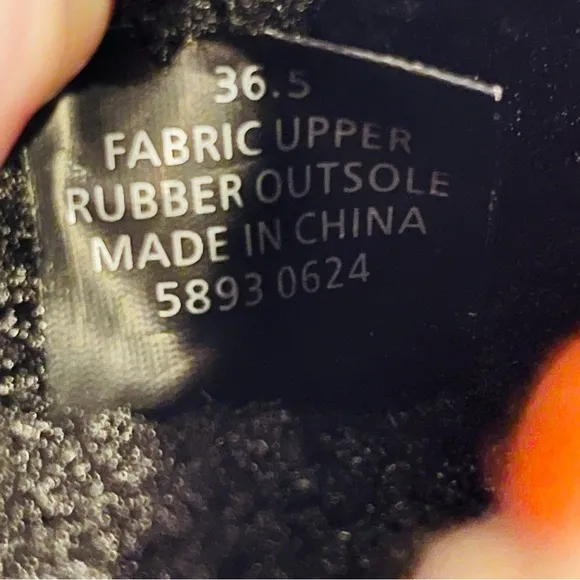 36.5
FABRIC UPPER
RUBBER OUTSOLE
MADE IN CHINA
5893 0624